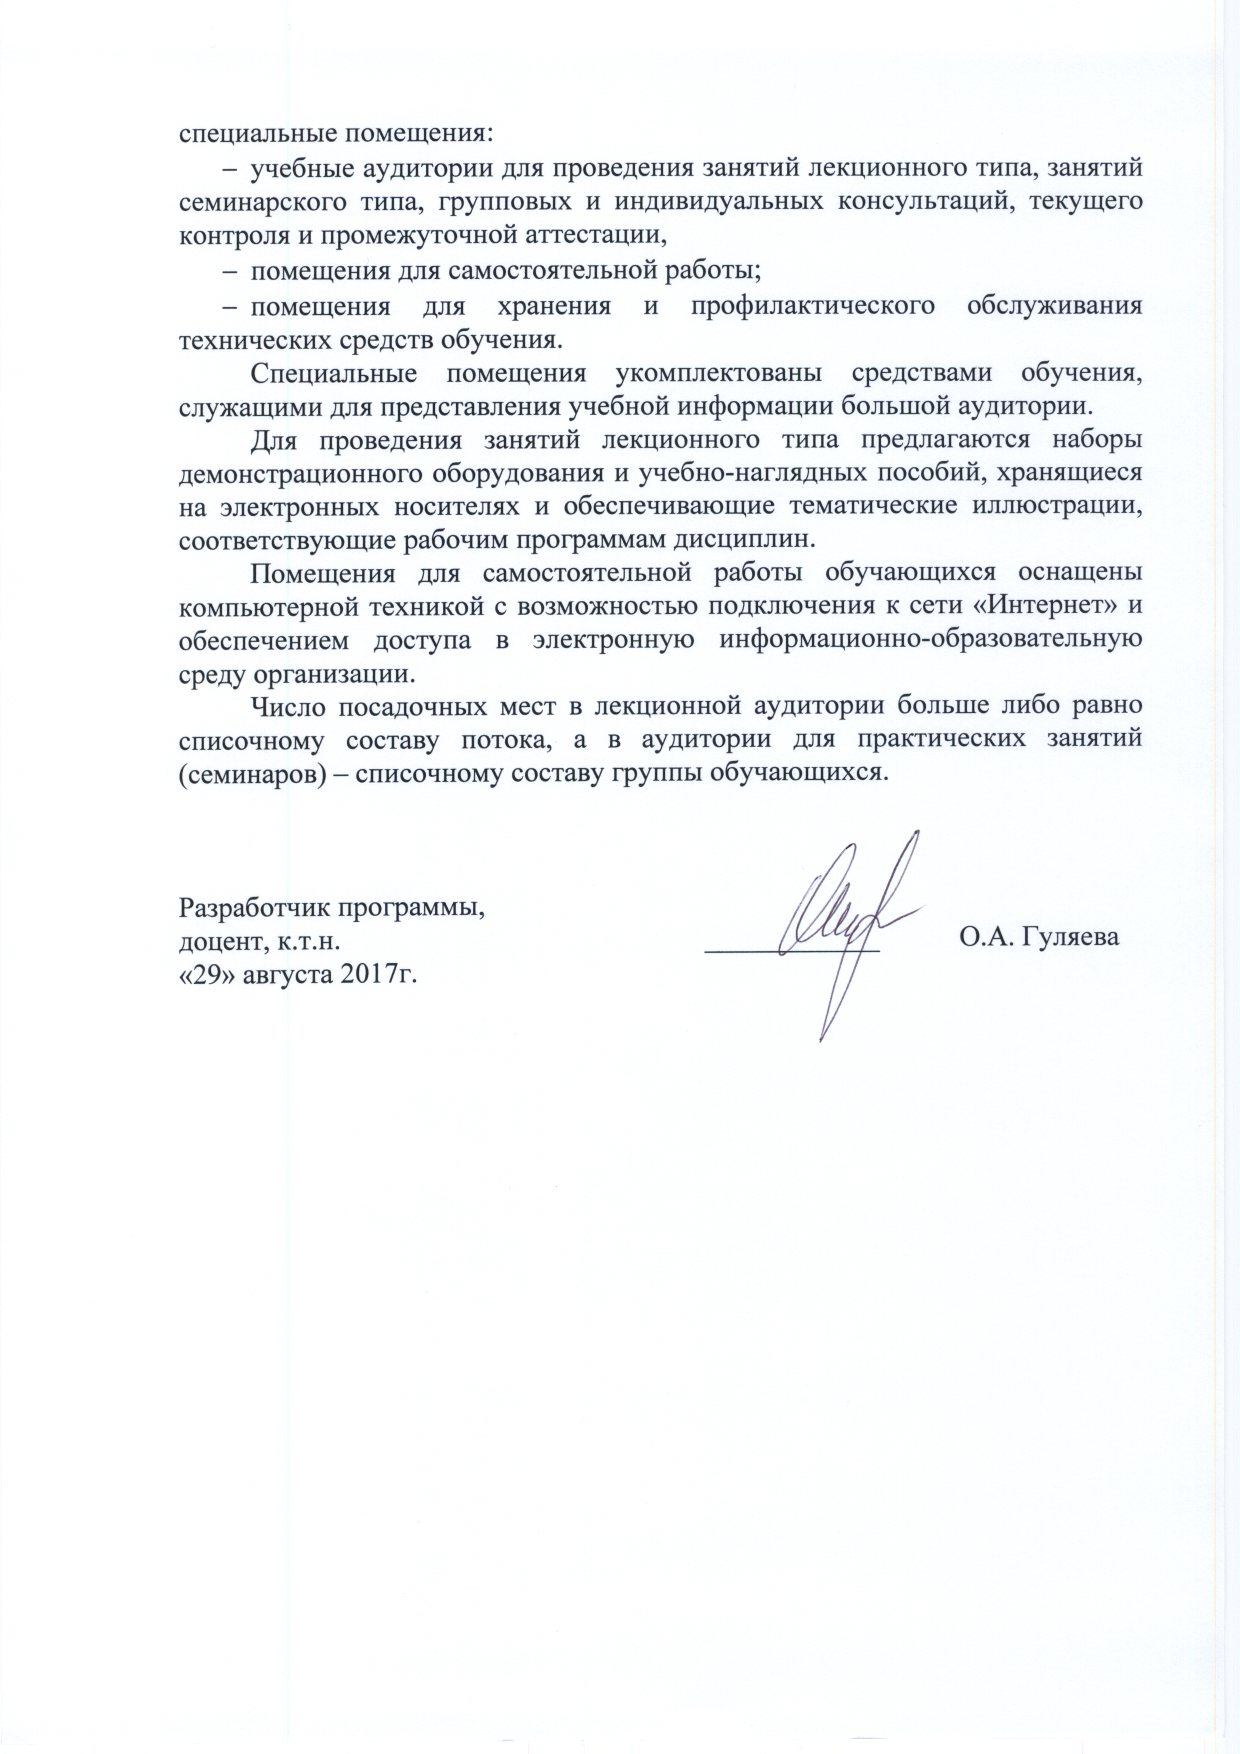 специальные помещения:
– учебные аудитории для проведения занятий лекционного типа, занятий
семинарского типа, групповых и индивидуальных консультаций, текущего
контроля и промежуточной аттестации,
– помещения для самостоятельной работы;
– помещения для хранения и профилактического обслуживания
технических средств обучения.
Специальные помещения укомплектованы средствами обучения,
служащими для представления учебной информации большой аудитории.
Для проведения занятий лекционного типа предлагаются наборы
демонстрационного оборудования и учебно-наглядных пособий, хранящиеся
на электронных носителях и обеспечивающие тематические иллюстрации,
соответствующие рабочим программам дисциплин.
Помещения для самостоятельной работы обучающихся оснащены
компьютерной техникой с возможностью подключения к сети «Интернет» и
обеспечением доступа в электронную информационно-образовательную
среду организации.
Число посадочных мест в лекционной аудитории больше либо равно
списочному составу потока, а в аудитории для практических занятий
(семинаров) – списочному составу группы обучающихся.
Разработчик программы,
доцент, к.т.н. О.А. Гуляева
«29» августа 2017г.